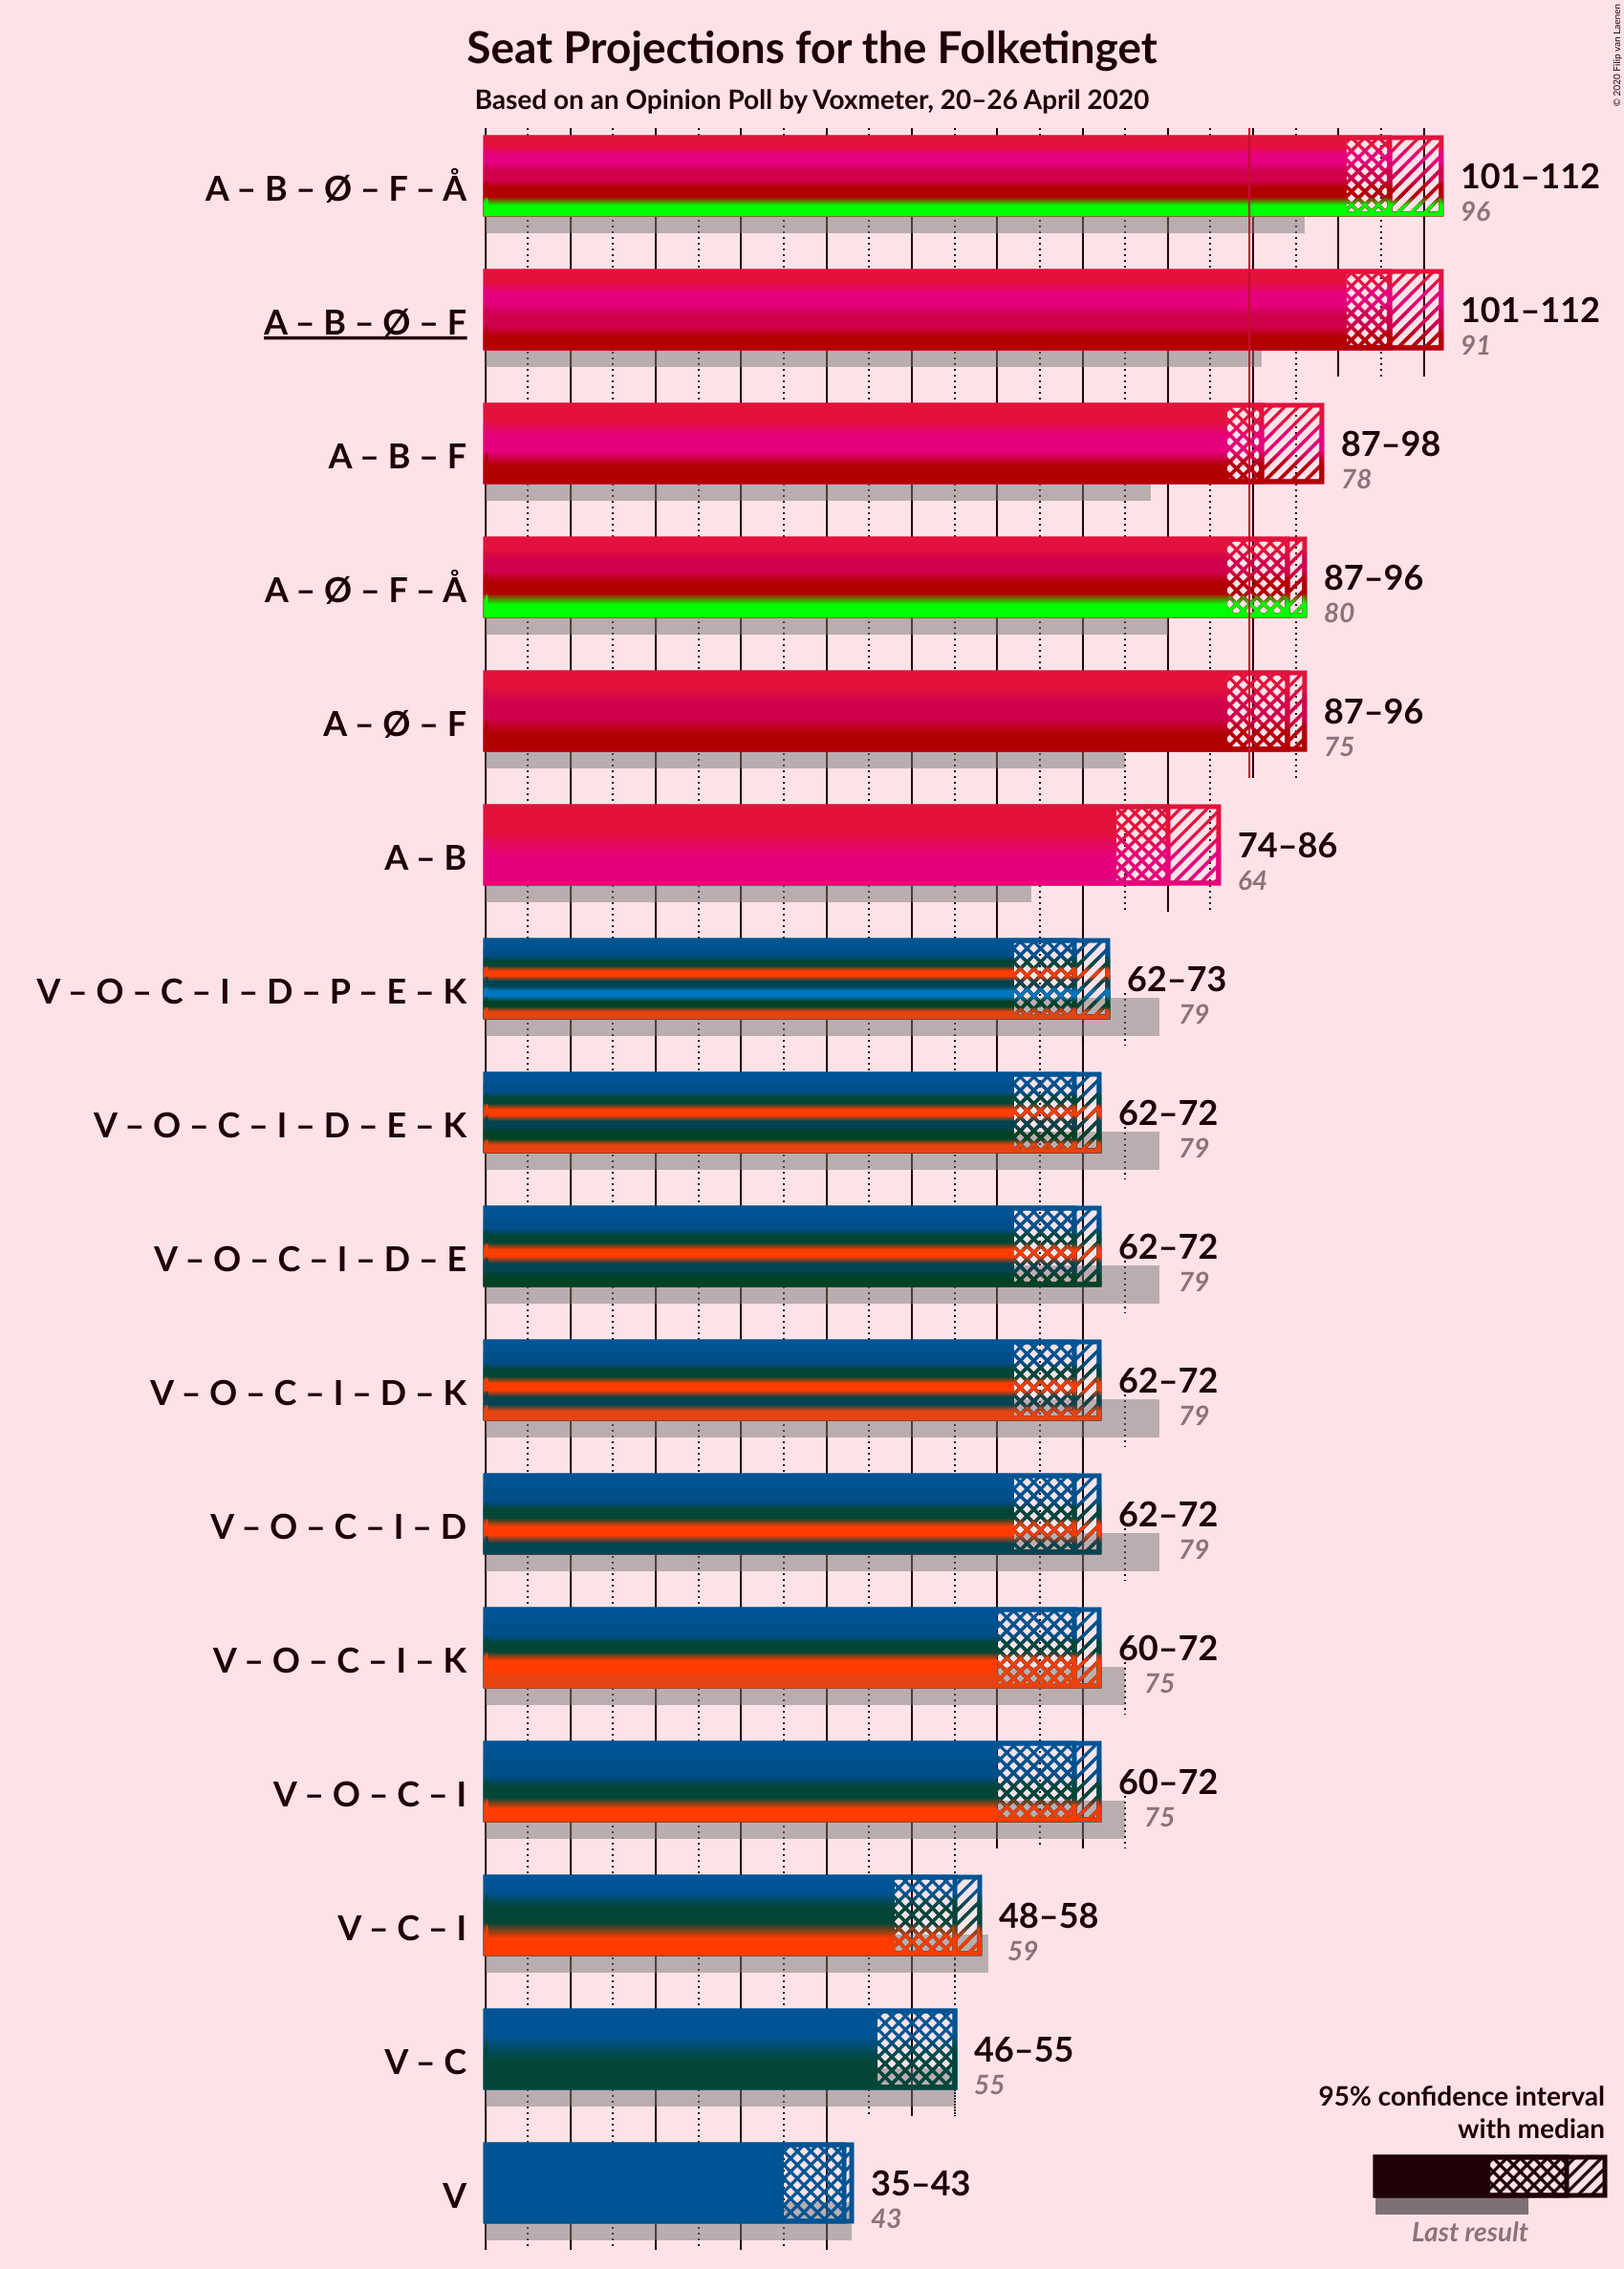 Seat Projections for the Folketinget
Based on an Opinion Poll by Voxmeter, 20–26 April 2020
© 2020 Filip van Laenen
A – B – Ø – F – Å
101–112
96
A – B – Ø – F
101–112
91
A – B – F
87–98
78
A – Ø – F – Å
87–96
80
A – Ø – F
87–96
75
A – B
74–86
64
V – O – C – I – D – P – E – K
62–73
79
V – O – C – I – D – E – K
62–72
79
V – O – C – I – D – E
62–72
79
V – O – C – I – D – K
62–72
79
V – O – C – I – D
62–72
79
V – O – C – I – K
60–72
75
V – O – C – I
60–72
75
V – C – I
48–58
59
V – C
46–55
55
V
35–43
43
95% confidence interval
with median
Last result